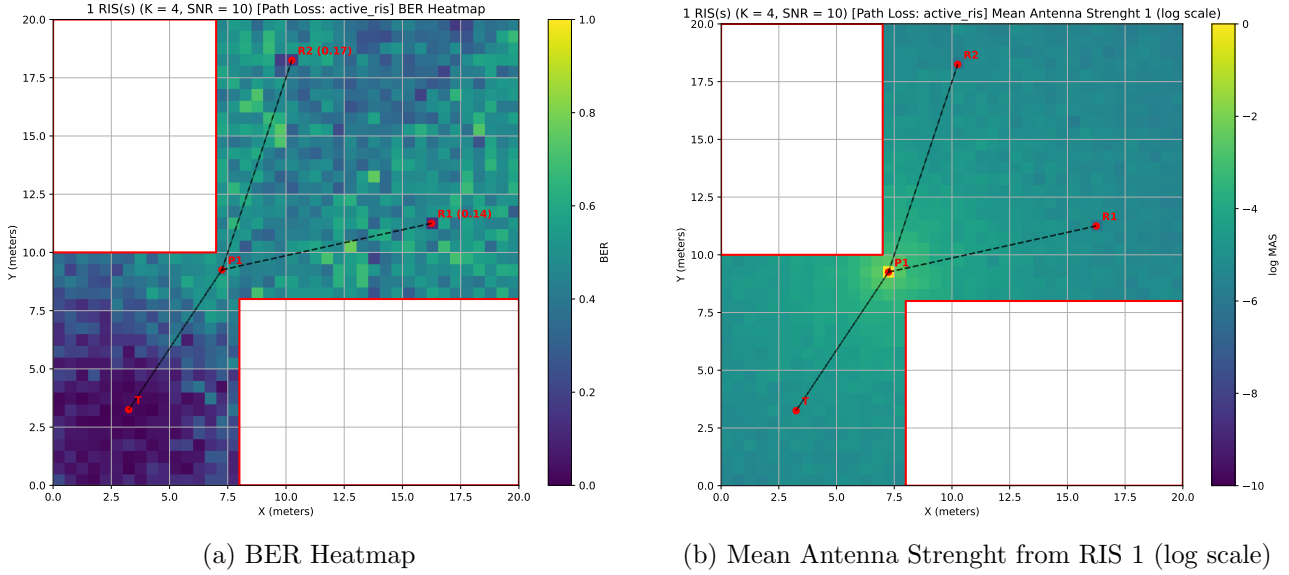 1 RIS(s) (K = 4, SNR = 10) [Path Loss: active_ris] BER Heatmap
20.0
17.5
15.0
12.5
10.0
7.5
5.0
2.5
0.0
Y (meters)
0.0 2.5 5.0 7.5 10.0 12.5 15.0 17.5 20.0
X (meters)
R2 (0.17)
R1 (0.14)
P1
T
1.0
0.8
0.6
0.4
0.2
0.0
BER
(a) BER Heatmap
1 RIS(s) (K = 4, SNR = 10) [Path Loss: active_ris] Mean Antenna Strenght 1 (log scale)
20.0
17.5
15.0
12.5
10.0
7.5
5.0
2.5
0.0
Y (meters)
0.0 2.5 5.0 7.5 10.0 12.5 15.0 17.5 20.0
X (meters)
R2
R1
P1
T
0
−2
−4
−6
−8
−10
log MAS
(b) Mean Antenna Strenght from RIS 1 (log scale)